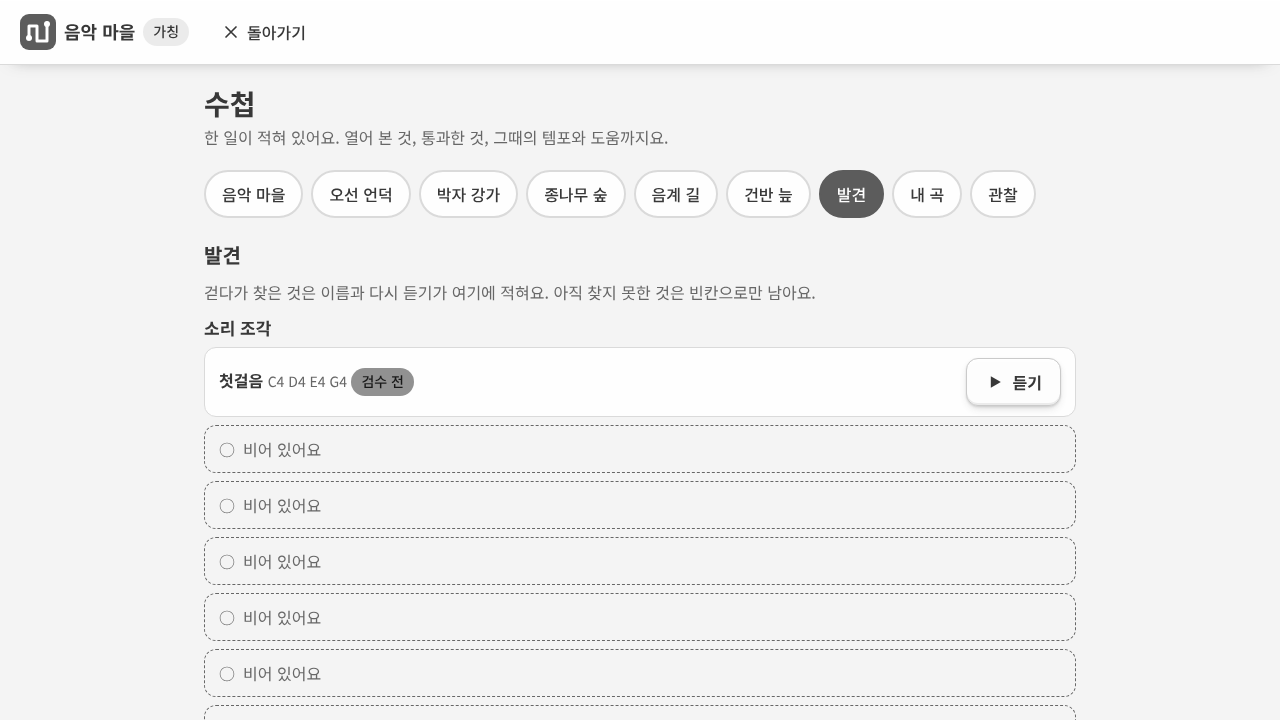 음악 마을 가칭 돌아가기
수첩
한 일이 적혀 있어요. 열어 본 것, 통과한 것, 그때의 템포와 도움까지요.
음악 마을 오선 언덕 박자 강가 종나무 숲 음계 길 건반 늪 발견 내 곡 관찰
발견
걷다가 찾은 것은 이름과 다시 듣기가 여기에 적혀요. 아직 찾지 못한 것은 빈칸으로만 남아요.
소리 조각
첫걸음 C4 D4 E4 G4 검수 전 듣기
비어 있어요
비어 있어요
비어 있어요
비어 있어요
비어 있어요